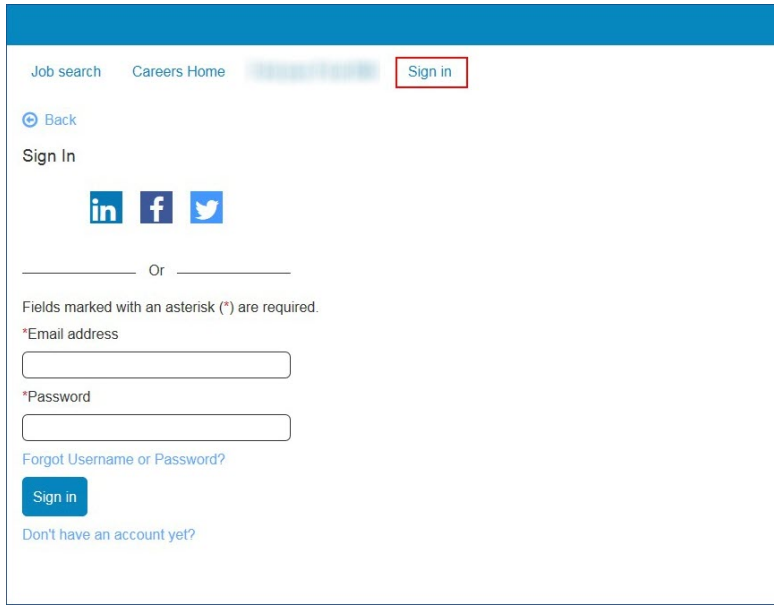 Job search Careers Home Sign in
Back
Sign In
in f
Or
Fields marked with an asterisk (*) are required.
*Email address
*Password
Forgot Username or Password?
Sign in
Don't have an account yet?